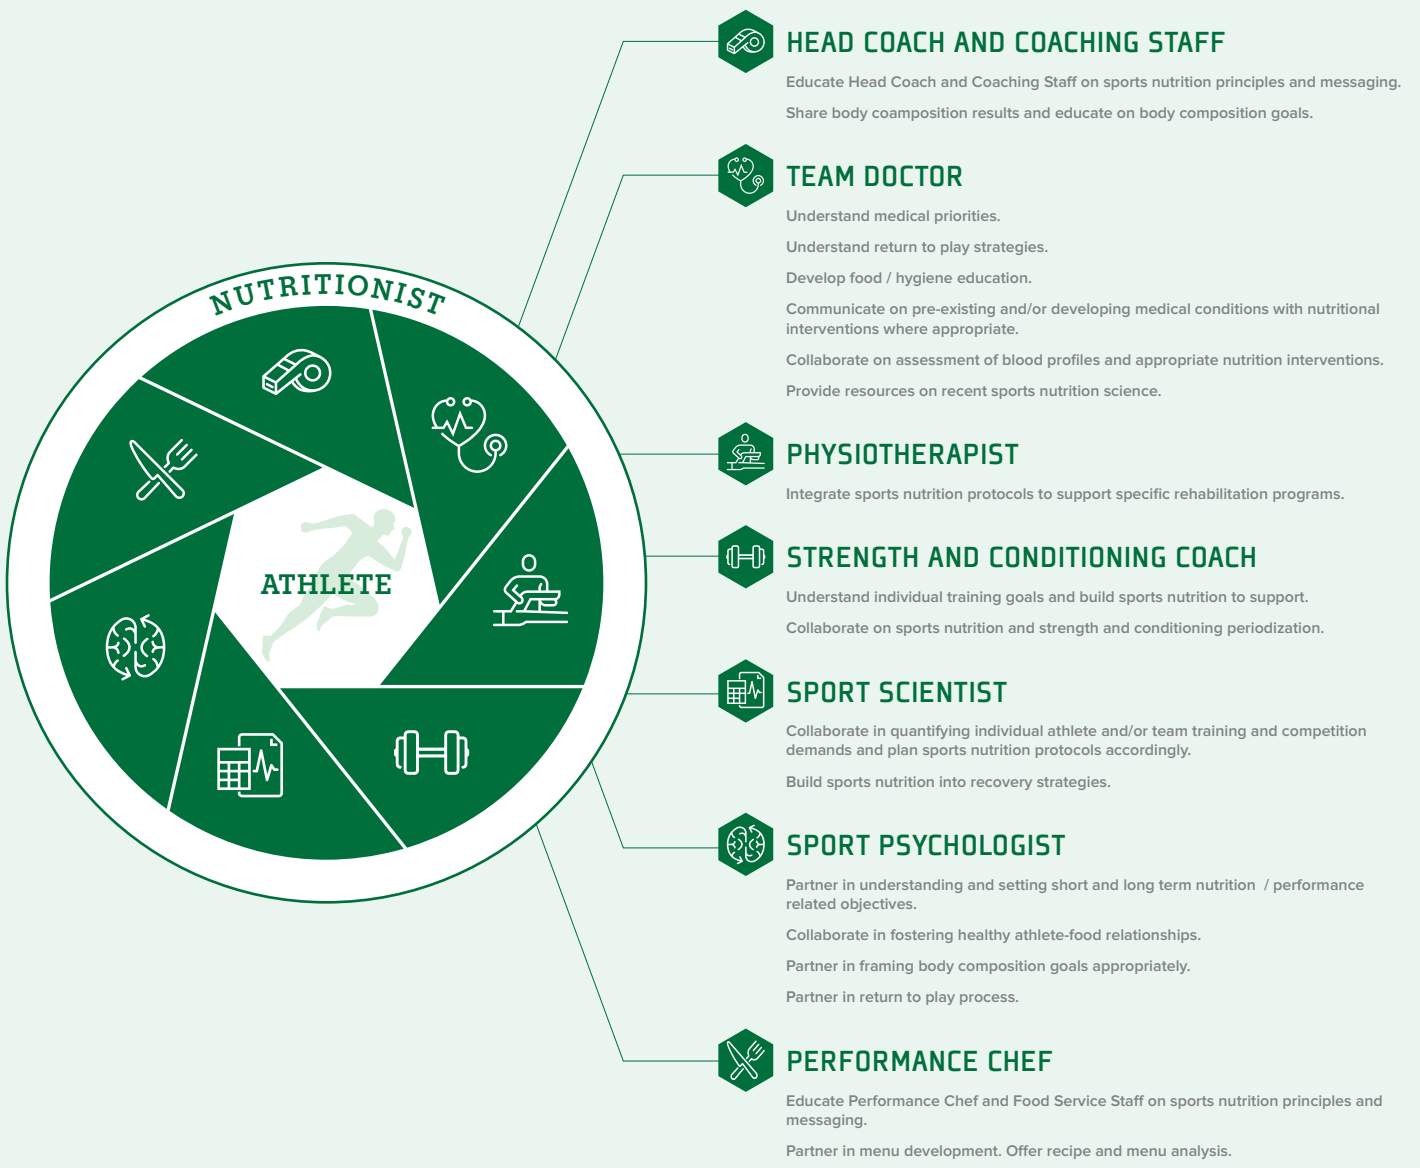 NUTRITIONIST
ATHLETE
HEAD COACH AND COACHING STAFF
Educate Head Coach and Coaching Staff on sports nutrition principles and messaging.
Share body coamposition results and educate on body composition goals.
TEAM DOCTOR
Understand medical priorities.
Understand return to play strategies.
Develop food / hygiene education.
Communicate on pre-existing and/or developing medical conditions with nutritional
interventions where appropriate.
Collaborate on assessment of blood profiles and appropriate nutrition interventions.
Provide resources on recent sports nutrition science.
PHYSIOTHERAPIST
Integrate sports nutrition protocols to support specific rehabilitation programs.
STRENGTH AND CONDITIONING COACH
Understand individual training goals and build sports nutrition to support.
Collaborate on sports nutrition and strength and conditioning periodization.
SPORT SCIENTIST
Collaborate in quantifying individual athlete and/or team training and competition
demands and plan sports nutrition protocols accordingly.
Build sports nutrition into recovery strategies.
SPORT PSYCHOLOGIST
Partner in understanding and setting short and long term nutrition / performance
related objectives.
Collaborate in fostering healthy athlete-food relationships.
Partner in framing body composition goals appropriately.
Partner in return to play process.
PERFORMANCE CHEF
Educate Performance Chef and Food Service Staff on sports nutrition principles and
messaging.
Partner in menu development. Offer recipe and menu analysis.